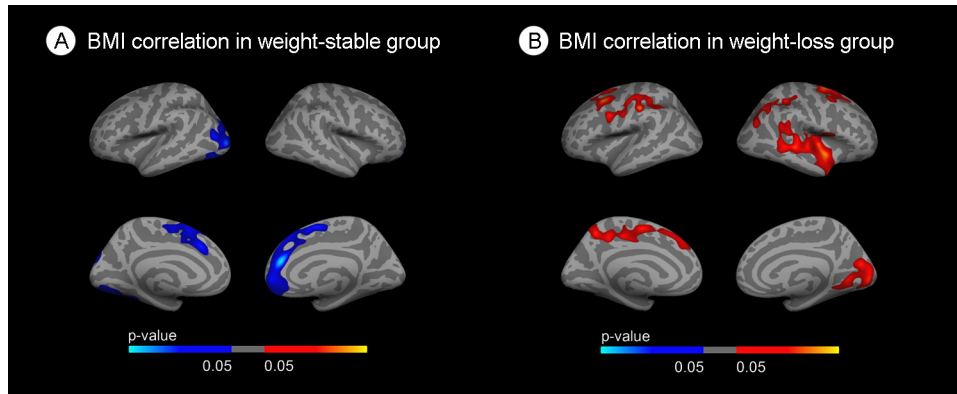 A BMI correlation in weight-stable group
B BMI correlation in weight-loss group
p-value
0.05 0.05
p-value
0.05 0.05